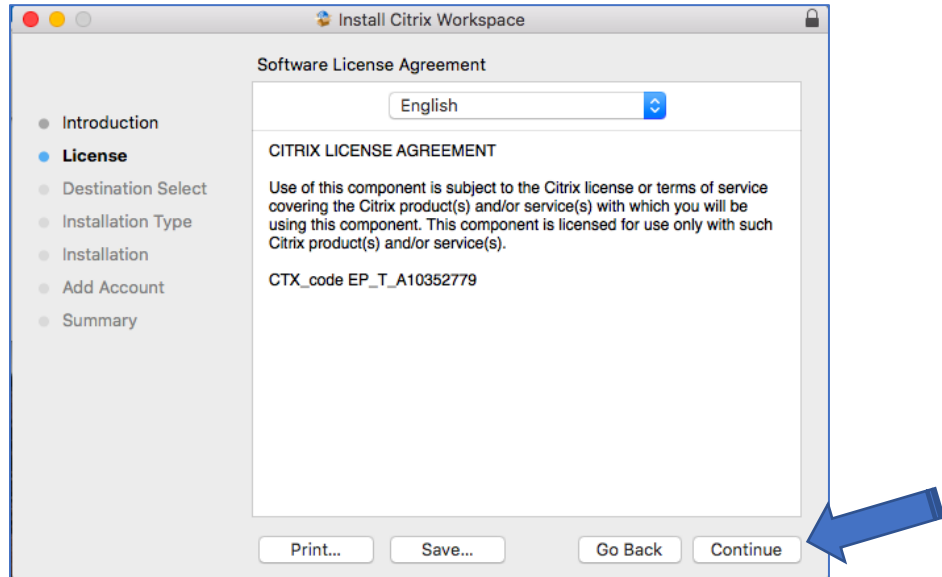 Install Citrix Workspace
Software License Agreement
Introduction
License
Destination Select
Installation Type
Installation
Add Account
Summary
English
CITRIX LICENSE AGREEMENT
Use of this component is subject to the Citrix license or terms of service
covering the Citrix product(s) and/or service(s) with which you will be
using this component. This component is licensed for use only with such
Citrix product(s) and/or service(s).
CTX_code EP_T_A10352779
Print...
Save...
Go Back
Continue